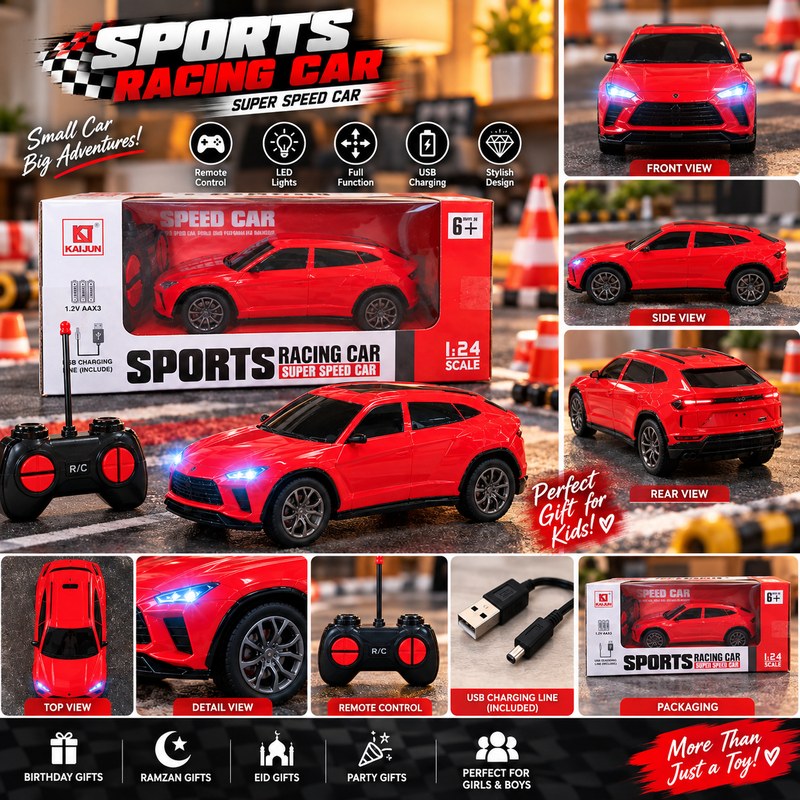 SPORTS
RACING CAR
SUPER SPEED CAR
Small Car
Big Adventures!
Remote
Control
LED
Lights
Full
Function
USB
Charging
Stylish
Design
KAIJUN
1.2V AAX3
USB CHARGING
LINE (INCLUDE)
SPEED CAR
6+
SPORTS
RACING CAR
SUPER SPEED CAR
1:24
SCALE
R/C
Perfect
Gift for
Kids!
FRONT VIEW
SIDE VIEW
REAR VIEW
TOP VIEW
DETAIL VIEW
R/C
REMOTE CONTROL
USB CHARGING LINE
(INCLUDED)
KAIJUN
SPEED CAR
6+
SPORTS
RACING CAR
SUPER SPEED CAR
1:24
SCALE
PACKAGING
BIRTHDAY GIFTS
RAMZAN GIFTS
EID GIFTS
PARTY GIFTS
PERFECT FOR
GIRLS & BOYS
More Than
Just a Toy!